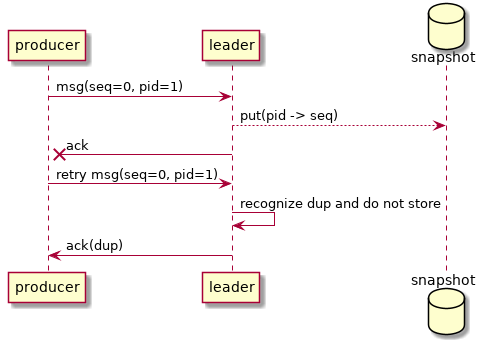 producer
leader
snapshot
msg(seq=0, pid=1)
put(pid -> seq)
ack
retry msg(seq=0, pid=1)
recognize dup and do not store
ack(dup)
producer
leader
snapshot